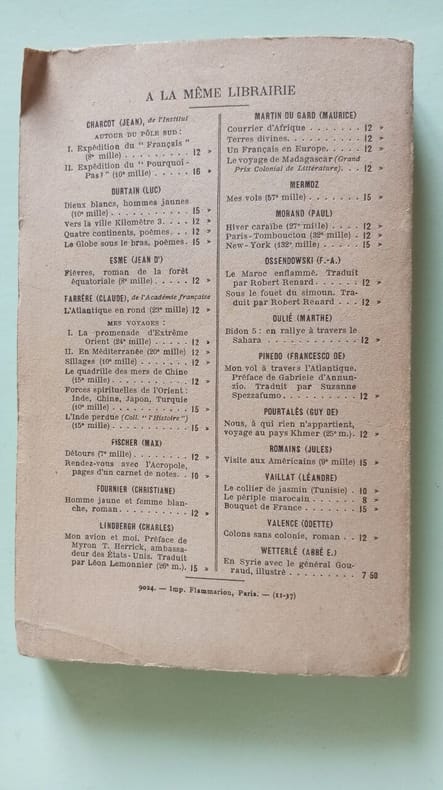 A LA MÊME LIBRAIRIE
CHARCOT (JEAN), de l'Institut
AUTOUR DU PÔLE SUD :
I. Expédition du " Français "
(8e mille) . . . . . . . . . . 12 »
II. Expédition du " Pourquoi-
Pas ? " (10e mille) . . . . . 16 »
DURTAIN (LUC)
Dieux blancs, hommes jaunes
(10e mille) . . . . . . . . . . 15 »
Vers la ville Kilomètre 3. . . . 12 »
Quatre continents, poèmes. . . 12 »
Le Globe sous le bras, poèmes. 15 »
ESME (JEAN D')
Fièvres, roman de la forêt
équatoriale (8e mille) . . . . 12 »
FARRÈRE (CLAUDE), de l'Académie française
L'Atlantique en rond (23e mille) 12 »
MES VOYAGES :
I. La promenade d'Extrême
Orient (24e mille) . . . . . 12 »
II. En Méditerranée (20e mille) 12 »
Sillages (10e mille) . . . . . . . 12 »
Le quadrille des mers de Chine
(15e mille) . . . . . . . . . . 12 »
Forces spirituelles de l'Orient :
Inde, Chine, Japon, Turquie
(10e mille) . . . . . . . . . . 15 »
L'Inde perdue (Coll. "l'Histoire")
(15e mille) . . . . . . . . . . 15 »
FISCHER (MAX)
Détours (7e mille) . . . . . . . . 12 »
Rendez-vous avec l'Acropole,
pages d'un carnet de notes. . 10 »
FOURNIER (CHRISTIANE)
Homme jaune et femme blan-
che, roman . . . . . . . . . . 12 »
LINDBERGH (CHARLES)
Mon avion et moi. Préface de
Myron T. Herrick, ambassa-
deur des États-Unis. Traduit
par Léon Lemonnier (26e m.). 15 »
MARTIN DU GARD (MAURICE)
Courrier d'Afrique . . . . . . . 12 »
Terres divines. . . . . . . . . . 12 »
Un Français en Europe. . . . . 12 »
Le voyage de Madagascar (Grand
Prix Colonial de Littérature). . . 12 »
MERMOZ
Mes vols (57e mille) . . . . . . 15 »
MORAND (PAUL)
Hiver caraïbe (27e mille) . . . . 12 »
Paris-Tombouctou (32e mille) . 12 »
New-York (132e mille) . . . . . 15 »
OSSENDOWSKI (F.-A.)
Le Maroc enflammé. Traduit
par Robert Renard . . . . . . 12 »
Sous le fouet du simoun. Tra-
duit par Robert Renard . . . 12 »
OULIÉ (MARTHE)
Bidon 5 : en rallye à travers le
Sahara . . . . . . . . . . . . 12 »
PINEDO (FRANCESCO DE)
Mon vol à travers l'Atlantique.
Préface de Gabriele d'Annun-
zio. Traduit par Suzanne
Spezzafumo. . . . . . . . . . 12 »
POURTALÈS (GUY DE)
Nous, à qui rien n'appartient,
voyage au pays Khmer (25e m.). 12 »
ROMAINS (JULES)
Visite aux Américains (9e mille) 15 »
VAILLAT (LÉANDRE)
Le collier de jasmin (Tunisie) . 10 »
Le périple marocain . . . . . . 8 »
Bouquet de France . . . . . . . 15 »
VALENCE (ODETTE)
Colons sans colonie, roman . . 12 »
WETTERLÉ (ABBÉ E.)
En Syrie avec le général Gou-
raud, illustré . . . . . . . . . 7 50
9024. — Imp. Flammarion, Paris. — (11-37)